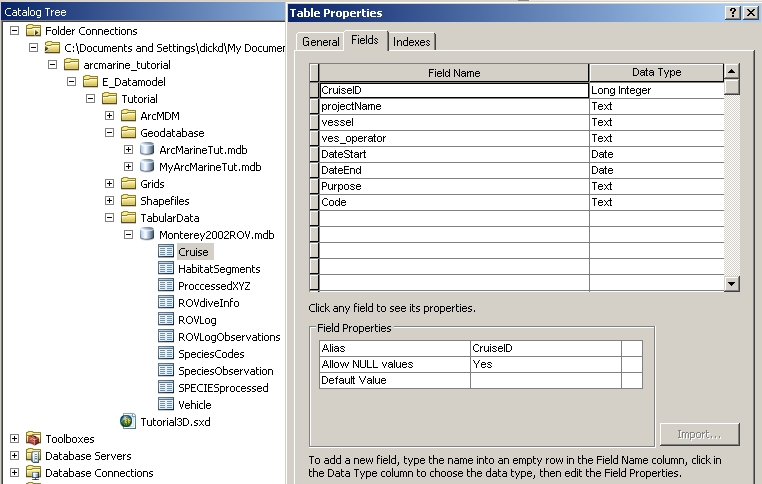 Catalog Tree
Folder Connections
C:\Documents and Settings\dickd\My Docume
arcmarine_tutorial
E_Datamodel
Tutorial
ArcMDM
Geodatabase
ArcMarineTut.mdb
MyArcMarineTut.mdb
Grids
Shapefiles
TabularData
Monterey2002ROV.mdb
Cruise
HabitatSegments
ProccessedXYZ
ROVdiveInfo
ROVLog
ROVLogObservations
SpeciesCodes
SpeciesObservation
SPECIESprocessed
Vehicle
Tutorial3D.sxd
Toolboxes
Database Servers
Database Connections
Table Properties
General Fields Indexes
Field Name Data Type
CruiseID Long Integer
projectName Text
vessel Text
ves_operator Text
DateStart Date
DateEnd Date
Purpose Text
Code Text
Click any field to see its properties.
Field Properties
Alias CruiseID
Allow NULL values Yes
Default Value
Import...
To add a new field, type the name into an empty row in the Field Name column, click in
the Data Type column to choose the data type, then edit the Field Properties.